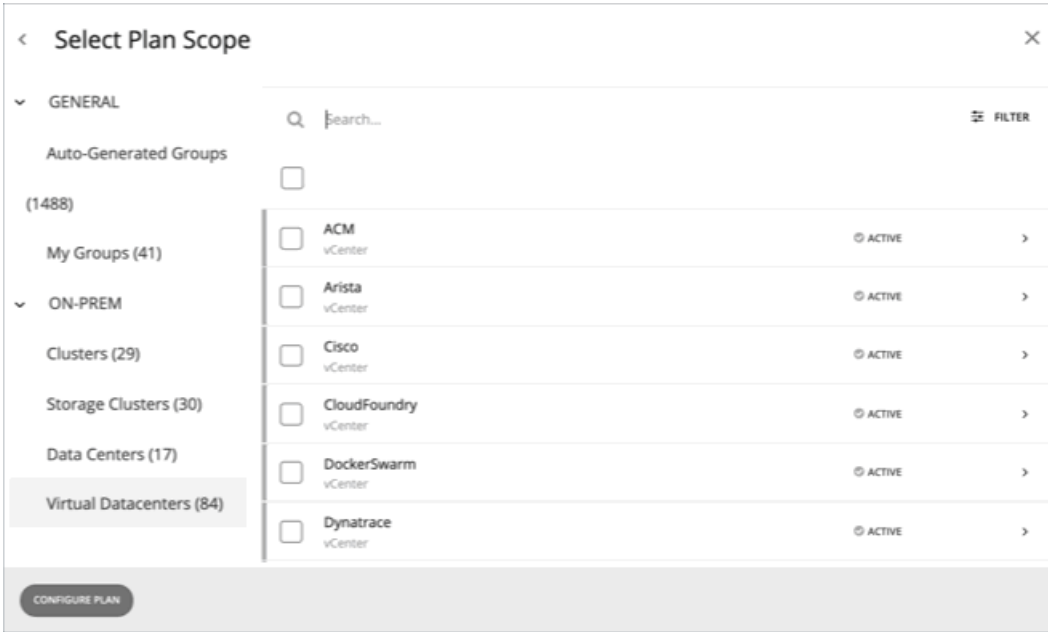 Select Plan Scope
GENERAL
Auto-Generated Groups
(1488)
My Groups (41)
ON-PREM
Clusters (29)
Storage Clusters (30)
Data Centers (17)
Virtual Datacenters (84)
Search...
FILTER
ACM
vCenter
ACTIVE
Arista
vCenter
ACTIVE
Cisco
vCenter
ACTIVE
CloudFoundry
vCenter
ACTIVE
DockerSwarm
vCenter
ACTIVE
Dynatrace
vCenter
ACTIVE
CONFIGURE PLAN